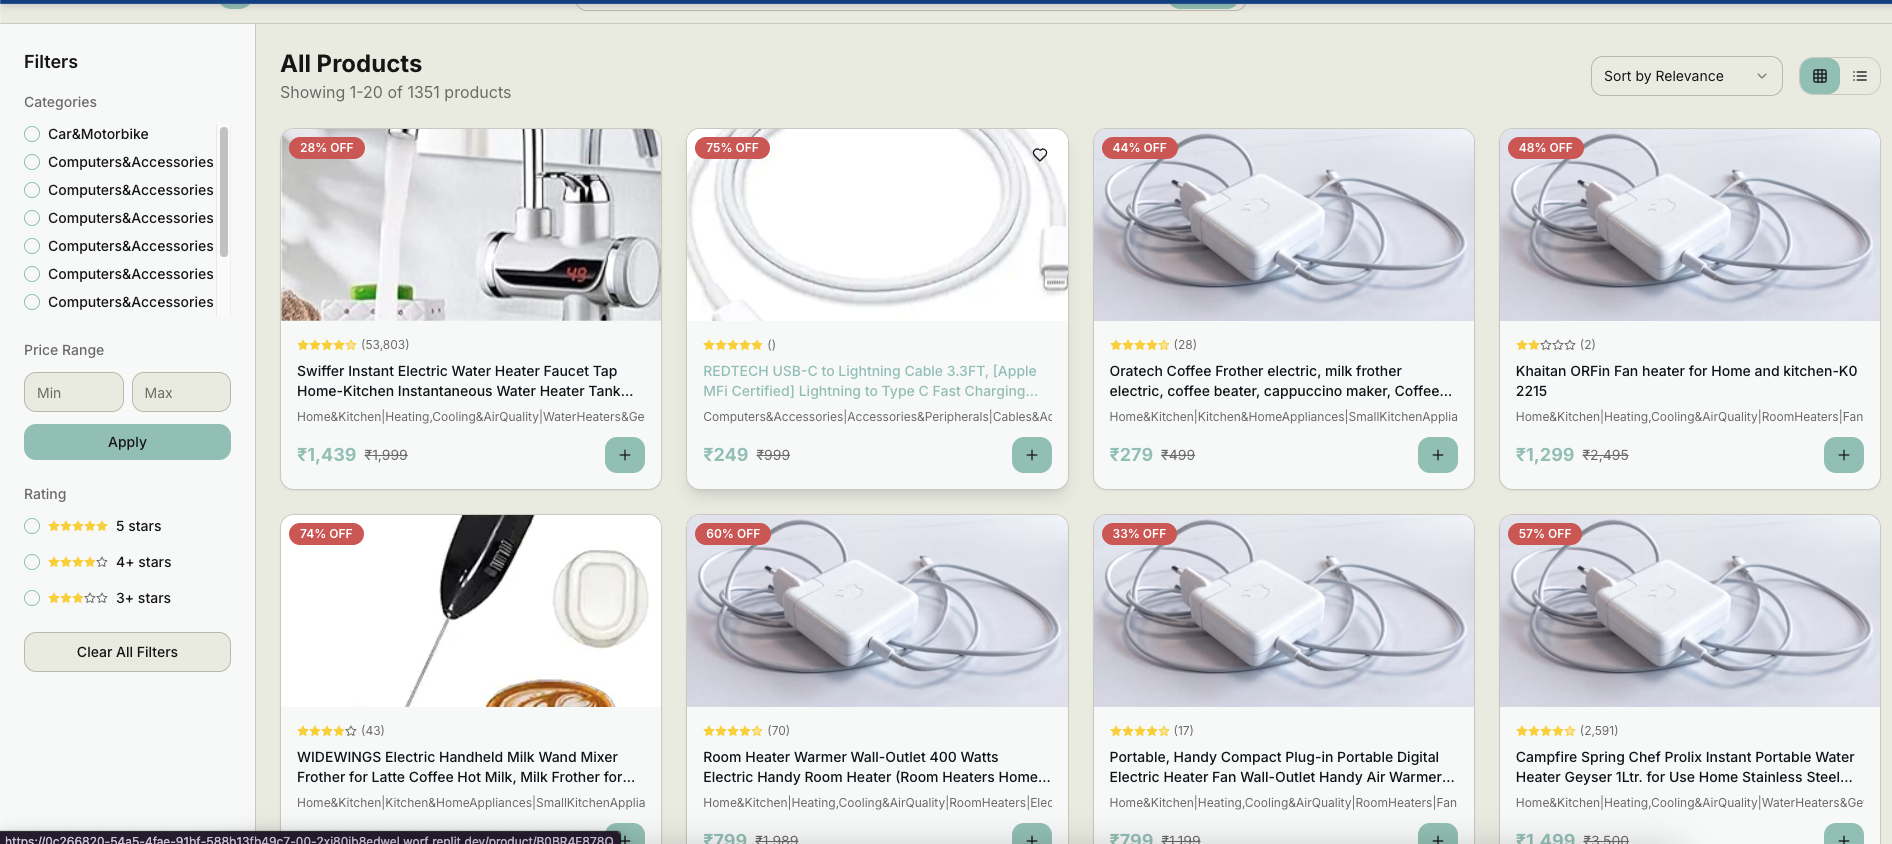 Filters
Categories
Car&Motorbike
Computers&Accessories
Computers&Accessories
Computers&Accessories
Computers&Accessories
Computers&Accessories
Computers&Accessories
Price Range
Min Max
Apply
Rating
5 stars
4+ stars
3+ stars
Clear All Filters
All Products
Showing 1-20 of 1351 products
Sort by Relevance
28% OFF
49
(53,803)
Swiffer Instant Electric Water Heater Faucet Tap
Home-Kitchen Instantaneous Water Heater Tank...
Home&Kitchen|Heating,Cooling&AirQuality|WaterHeaters&Ge
₹1,439 ₹1,999
+
75% OFF
()
REDTECH USB-C to Lightning Cable 3.3FT, [Apple
MFi Certified] Lightning to Type C Fast Charging...
Computers&Accessories|Accessories&Peripherals|Cables&Ac
₹249 ₹999
+
44% OFF
(28)
Oratech Coffee Frother electric, milk frother
electric, coffee beater, cappuccino maker, Coffee...
Home&Kitchen|Kitchen&HomeAppliances|SmallKitchenApplia
₹279 ₹499
+
48% OFF
(2)
Khaitan ORFin Fan heater for Home and kitchen-K0
2215
Home&Kitchen|Heating,Cooling&AirQuality|RoomHeaters|Fan
₹1,299 ₹2,495
+
74% OFF
(43)
WIDEWINGS Electric Handheld Milk Wand Mixer
Frother for Latte Coffee Hot Milk, Milk Frother for...
Home&Kitchen|Kitchen&HomeAppliances|SmallKitchenApplia
+
60% OFF
(70)
Room Heater Warmer Wall-Outlet 400 Watts
Electric Handy Room Heater (Room Heaters Home...
Home&Kitchen|Heating,Cooling&AirQuality|RoomHeaters|Elec
₹799 ₹1,989
+
33% OFF
(17)
Portable, Handy Compact Plug-in Portable Digital
Electric Heater Fan Wall-Outlet Handy Air Warmer...
Home&Kitchen|Heating,Cooling&AirQuality|RoomHeaters|Fan
₹799 ₹1,199
+
57% OFF
(2,591)
Campfire Spring Chef Prolix Instant Portable Water
Heater Geyser 1Ltr. for Use Home Stainless Steel...
Home&Kitchen|Heating,Cooling&AirQuality|WaterHeaters&Ge
₹1,499 ₹3,500
+